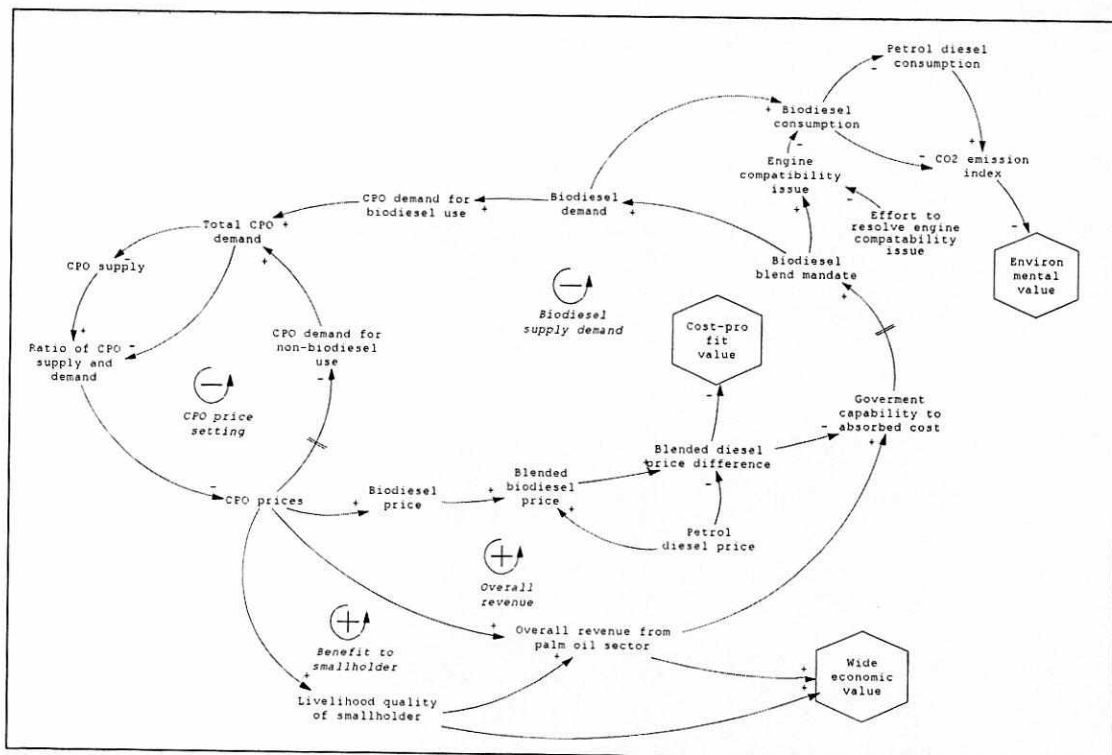 Petrol diesel
consumption
Biodiesel
consumption
CO2 emission
index
Engine
compatibility
issue
Effort to
resolve engine
compatability
issue
CPO demand for
biodiesel use
Biodiesel
demand
Total CPO
demand
CPO supply
Biodiesel
blend mandate
Environ
mental
value
Biodiesel
supply demand
Cost-pro
fit
value
Ratio of CPO
supply and
demand
CPO demand for
non-biodiesel
use
CPO price
setting
Goverment
capability to
absorbed cost
Blended diesel
price difference
CPO prices
Biodiesel
price
Blended
biodiesel
price
Petrol
diesel price
Overall
revenue
Benefit to
smallholder
Overall revenue from
palm oil sector
Wide
economic
value
Livelihood quality
of smallholder